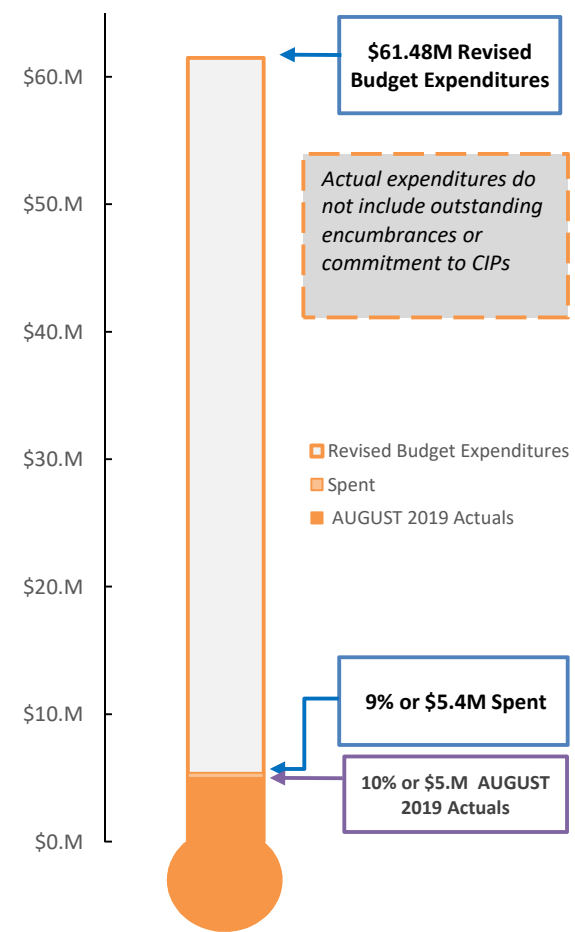 $61.48M Revised
Budget Expenditures
$60.M
$50.M
$40.M
$30.M
$20.M
$10.M
$0.M
Actual expenditures do
not include outstanding
encumbrances or
commitment to CIPs
Revised Budget Expenditures
Spent
AUGUST 2019 Actuals
9% or $5.4M Spent
10% or $5.M AUGUST
2019 Actuals